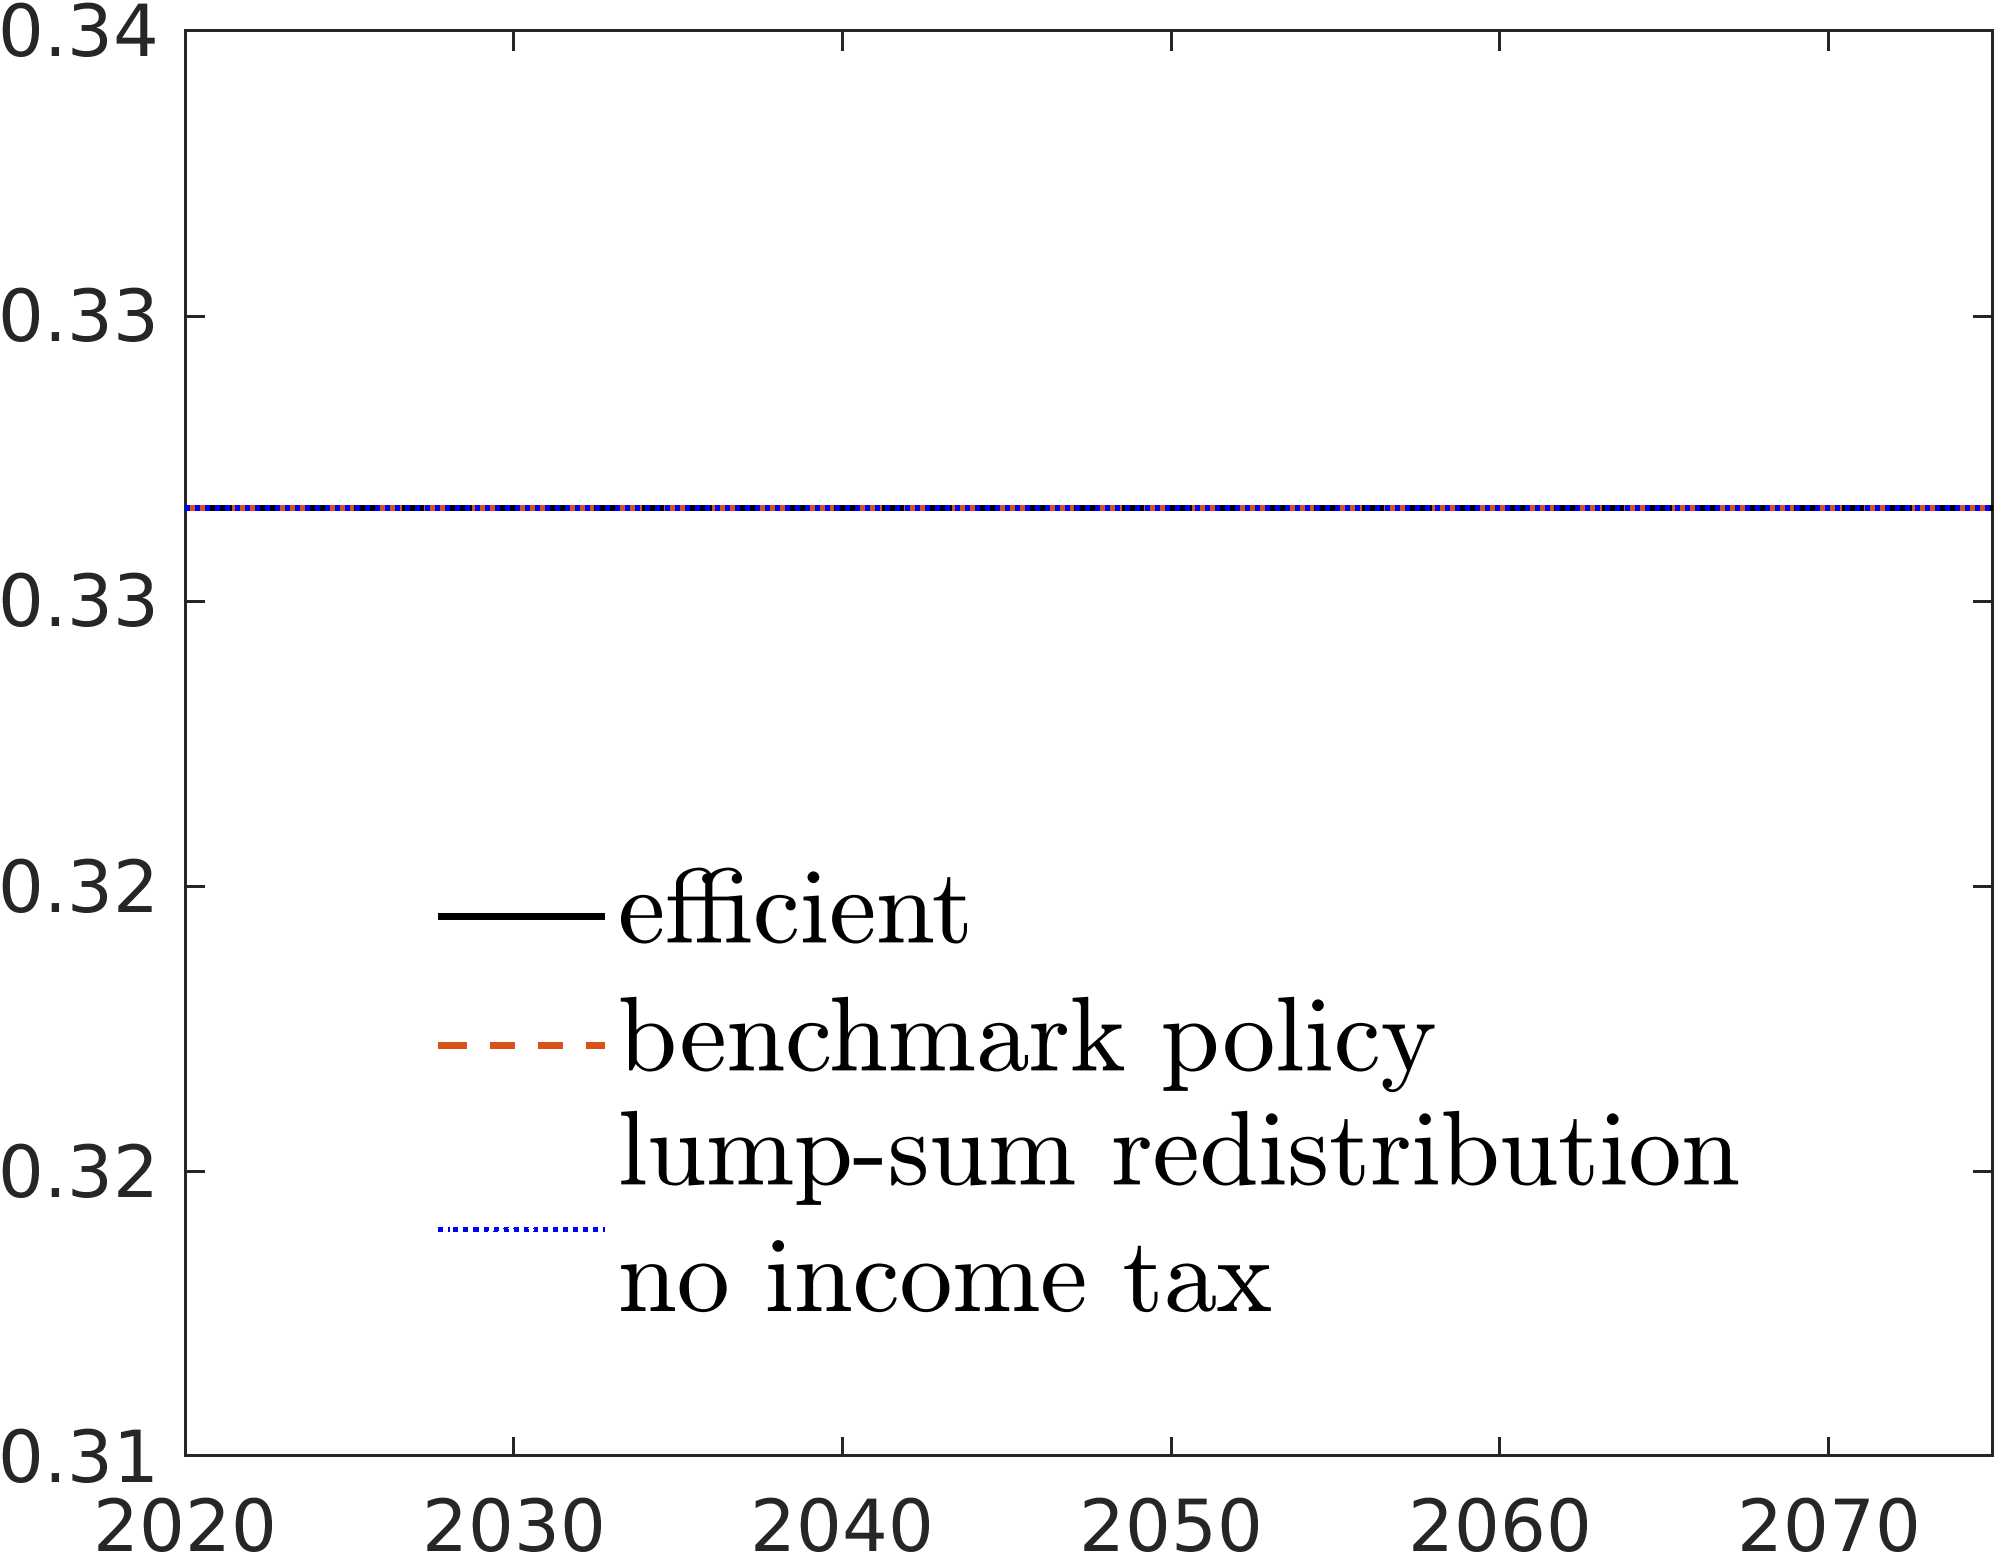 0.34
0.33
0.33
0.32
0.32
0.31
efficient
benchmark policy
lump-sum redistribution
no income tax
2020 2030 2040 2050 2060 2070